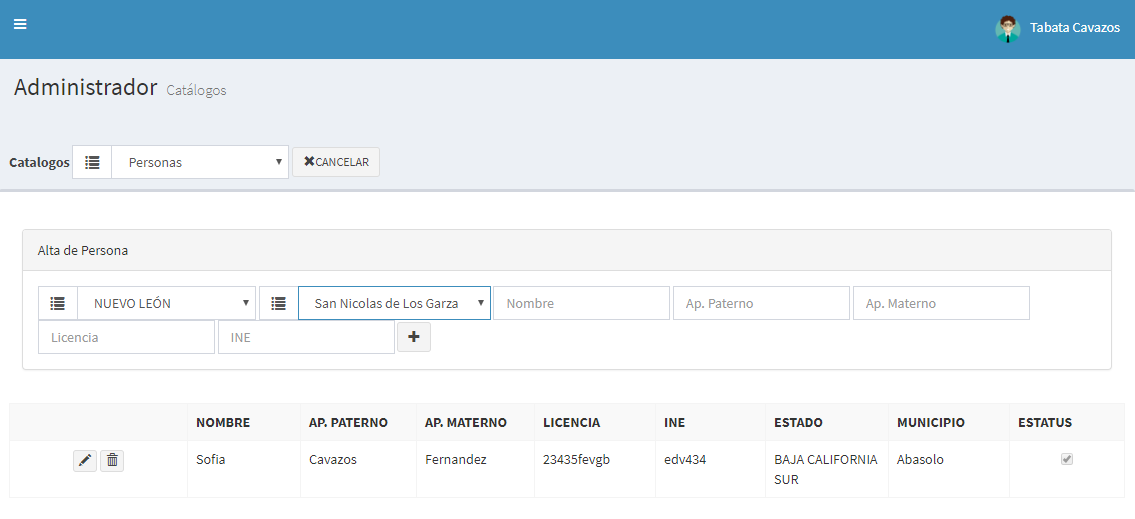 Tabata Cavazos
Administrador Catálogos
Catalogos Personas CANCELAR
Alta de Persona
NUEVO LEÓN San Nicolas de Los Garza Nombre Ap. Paterno Ap. Materno
Licencia INE
NOMBRE AP. PATERNO AP. MATERNO LICENCIA INE ESTADO MUNICIPIO ESTATUS
Sofia Cavazos Fernandez 23435fevgb edv434 BAJA CALIFORNIA Abasolo
SUR